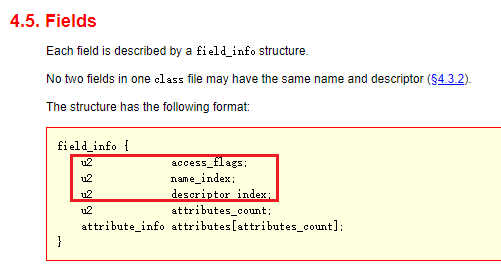 4.5. Fields
Each field is described by a field_info structure.
No two fields in one class file may have the same name and descriptor (§4.3.2).
The structure has the following format:
field_info {
    u2             access_flags;
    u2             name_index;
    u2             descriptor_index;
    u2             attributes_count;
    attribute_info attributes[attributes_count];
}